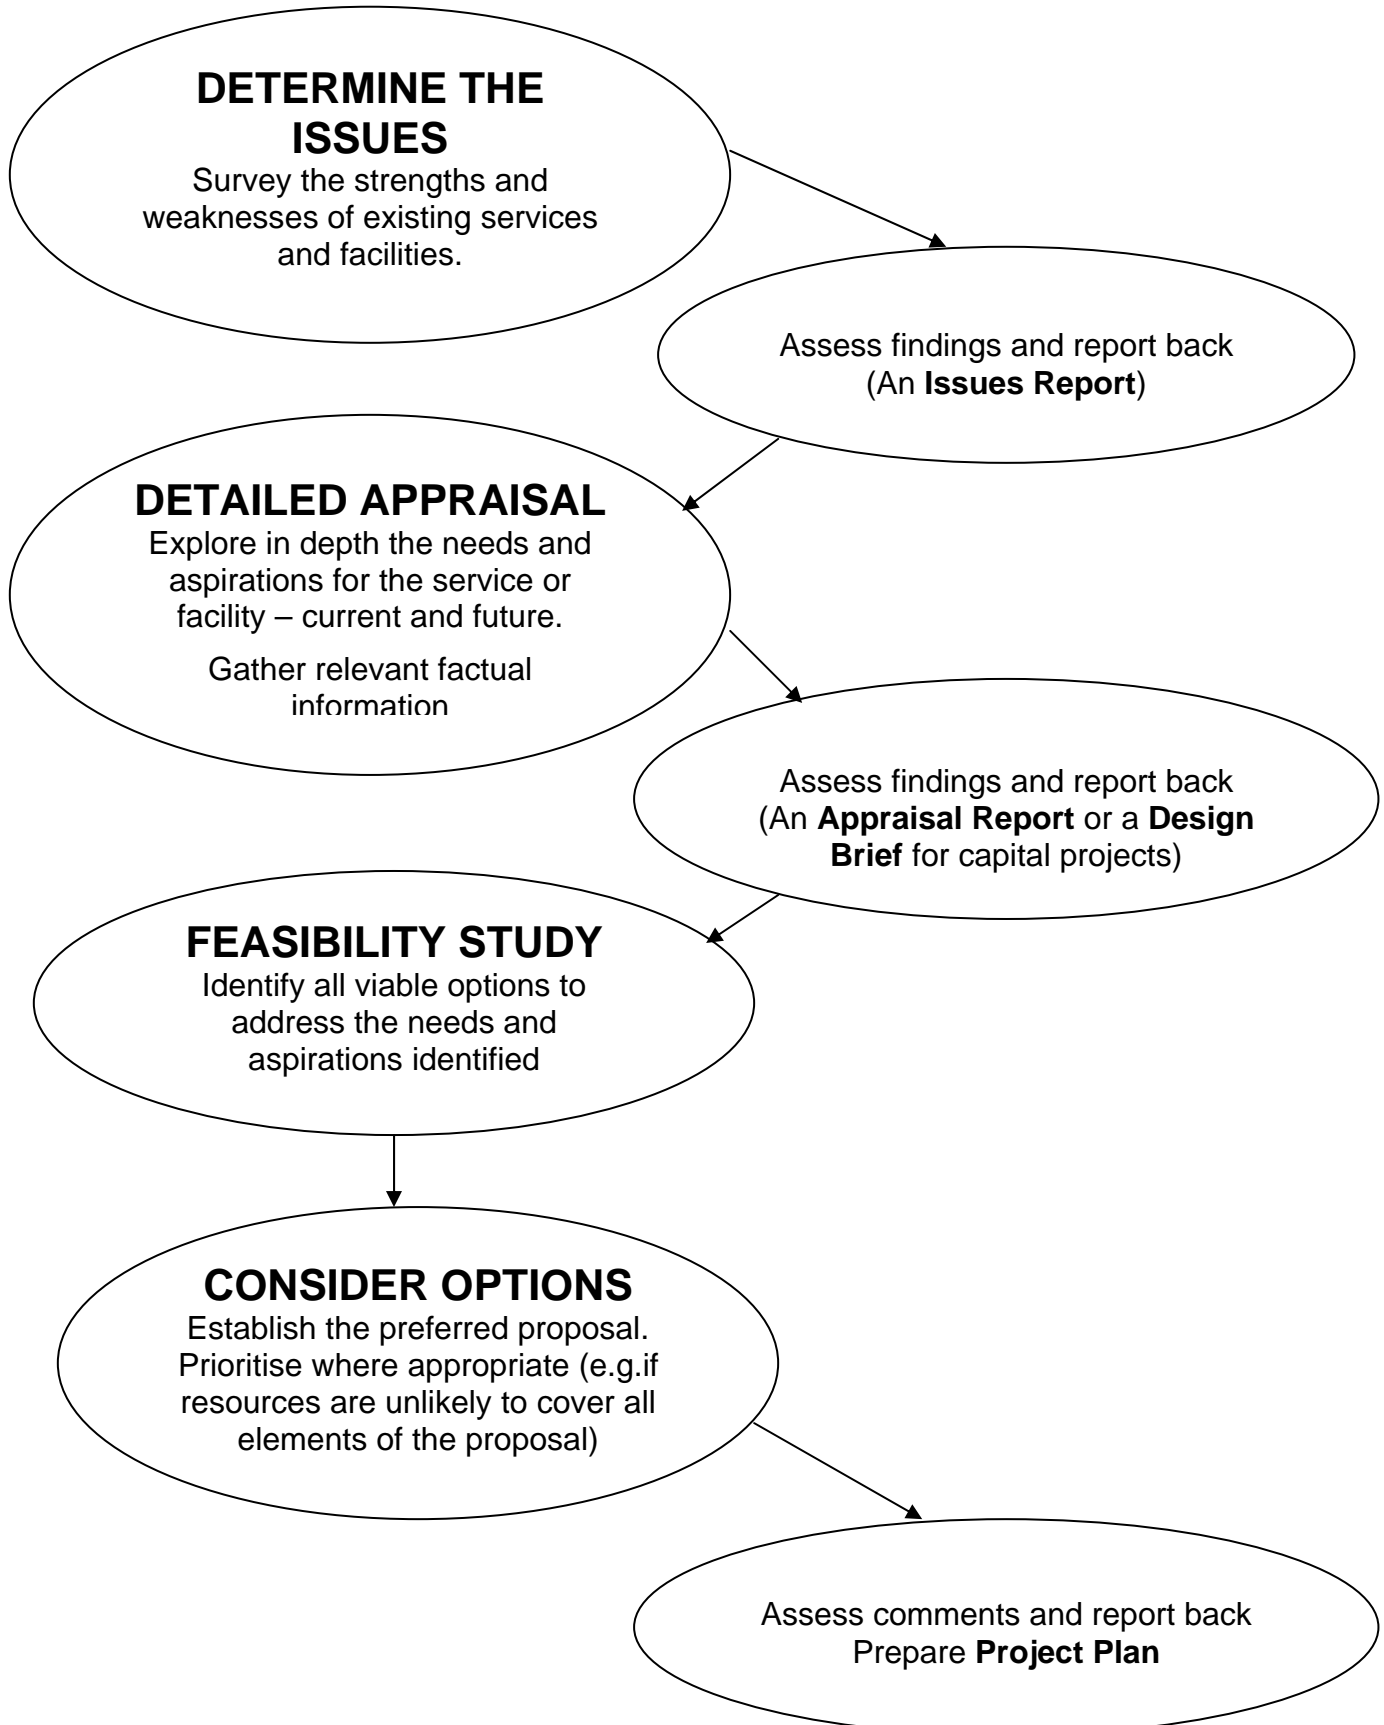 DETERMINE THE
ISSUES
Survey the strengths and
weaknesses of existing services
and facilities.
Assess findings and report back
(An Issues Report)
DETAILED APPRAISAL
Explore in depth the needs and
aspirations for the service or
facility – current and future.
Gather relevant factual
information
Assess findings and report back
(An Appraisal Report or a Design
Brief for capital projects)
FEASIBILITY STUDY
Identify all viable options to
address the needs and
aspirations identified
CONSIDER OPTIONS
Establish the preferred proposal.
Prioritise where appropriate (e.g.if
resources are unlikely to cover all
elements of the proposal)
Assess comments and report back
Prepare Project Plan